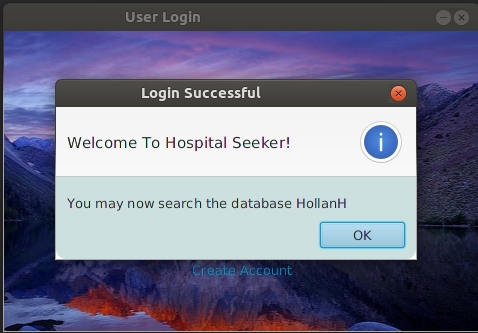 User Login
Login Successful
Welcome To Hospital Seeker!
You may now search the database HollanH
OK
Create Account